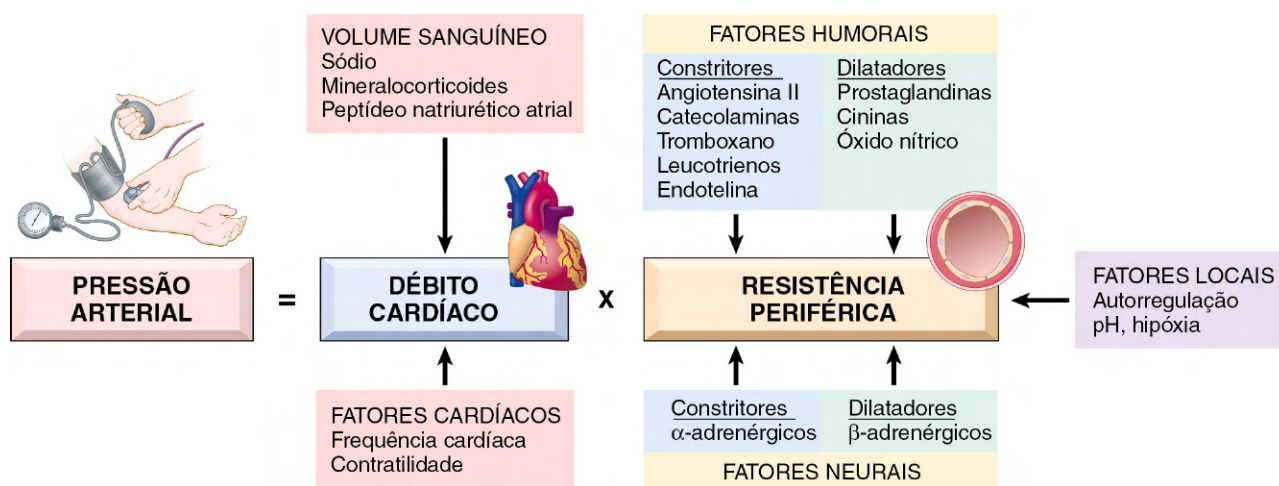 VOLUME SANGUÍNEO
Sódio
Mineralocorticoides
Peptídeo natriurético atrial
FATORES HUMORAIS
Constritores
Angiotensina II
Catecolaminas
Tromboxano
Leucotrienos
Endotelina
Dilatadores
Prostaglandinas
Cininas
Óxido nítrico
PRESSÃO
ARTERIAL
=
DÉBITO
CARDÍACO
x
RESISTÊNCIA
PERIFÉRICA
FATORES LOCAIS
Autorregulação
pH, hipóxia
FATORES CARDÍACOS
Frequência cardíaca
Contratilidade
Constritores
α-adrenérgicos
Dilatadores
β-adrenérgicos
FATORES NEURAIS